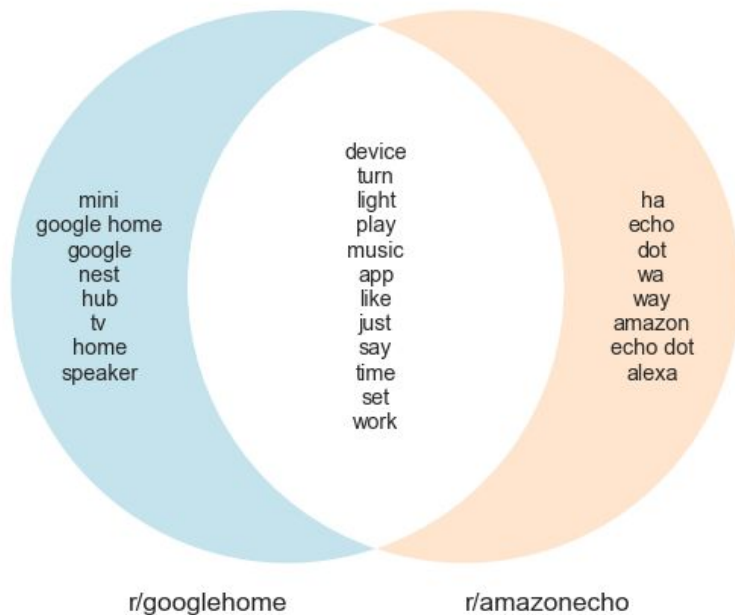 mini
google home
google
nest
hub
tv
home
speaker
device
turn
light
play
music
app
like
just
say
time
set
work
ha
echo
dot
wa
way
amazon
echo dot
alexa
r/googlehome
r/amazonecho